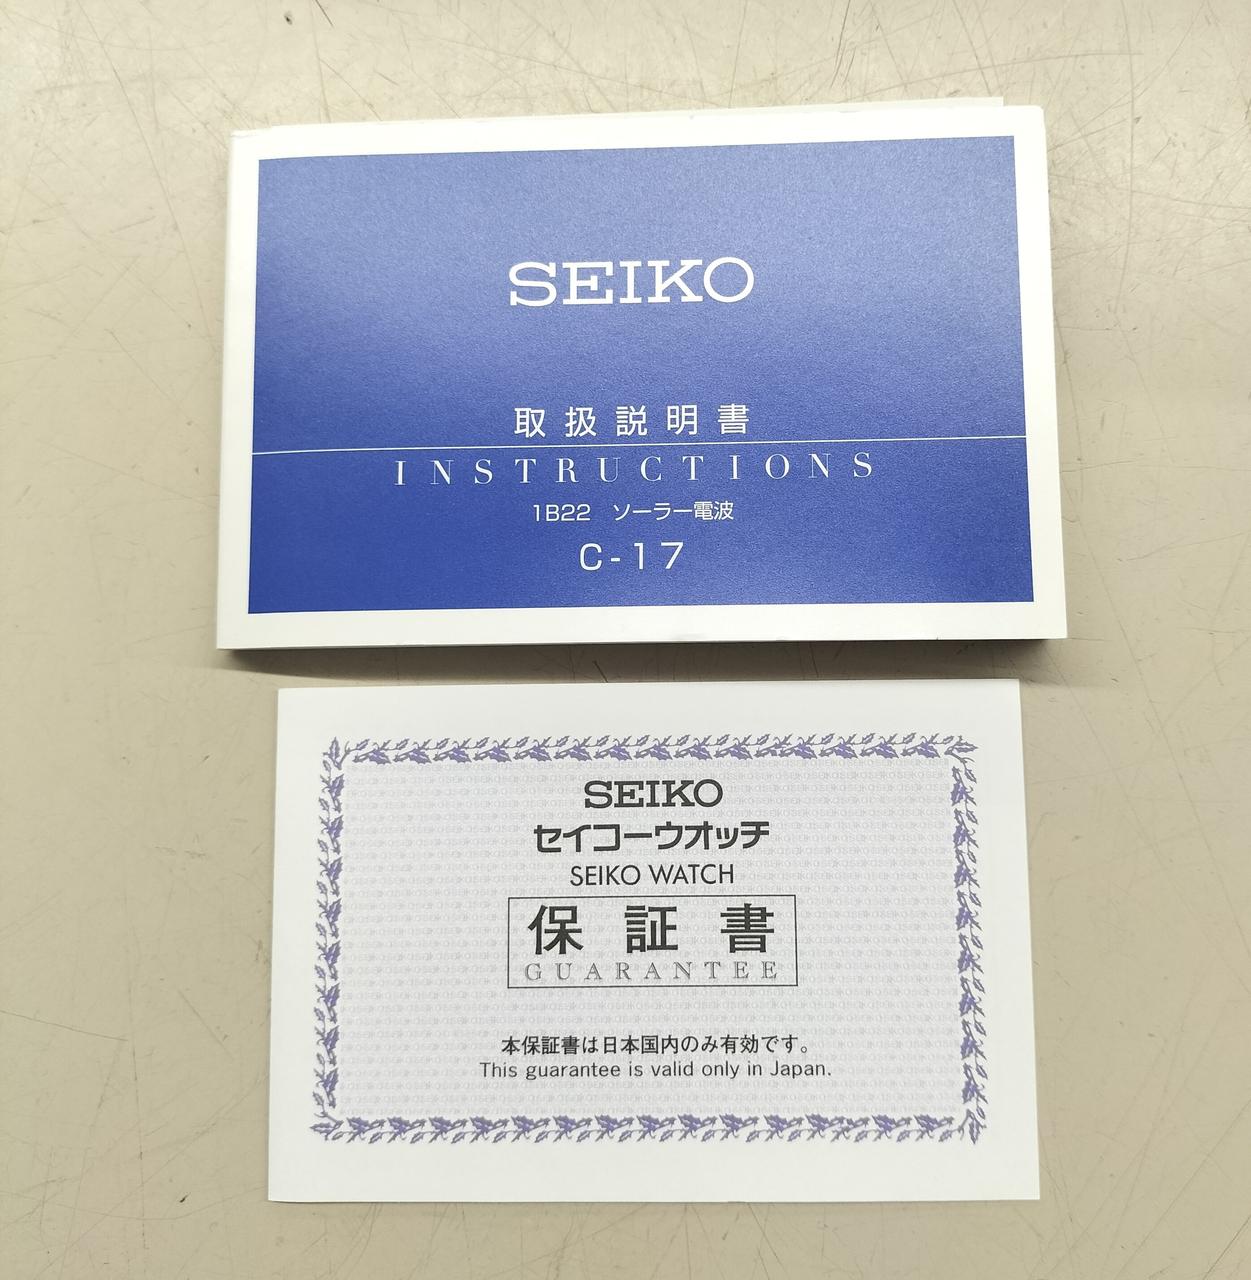 SEIKO
取扱説明書
INSTRUCTIONS
1B22 ソーラー電波
C-17
SEIKO
セイコーウオッチ
SEIKO WATCH
保証書
GUARANTEE
本保証書は日本国内のみ有効です。
This guarantee is valid only in Japan.